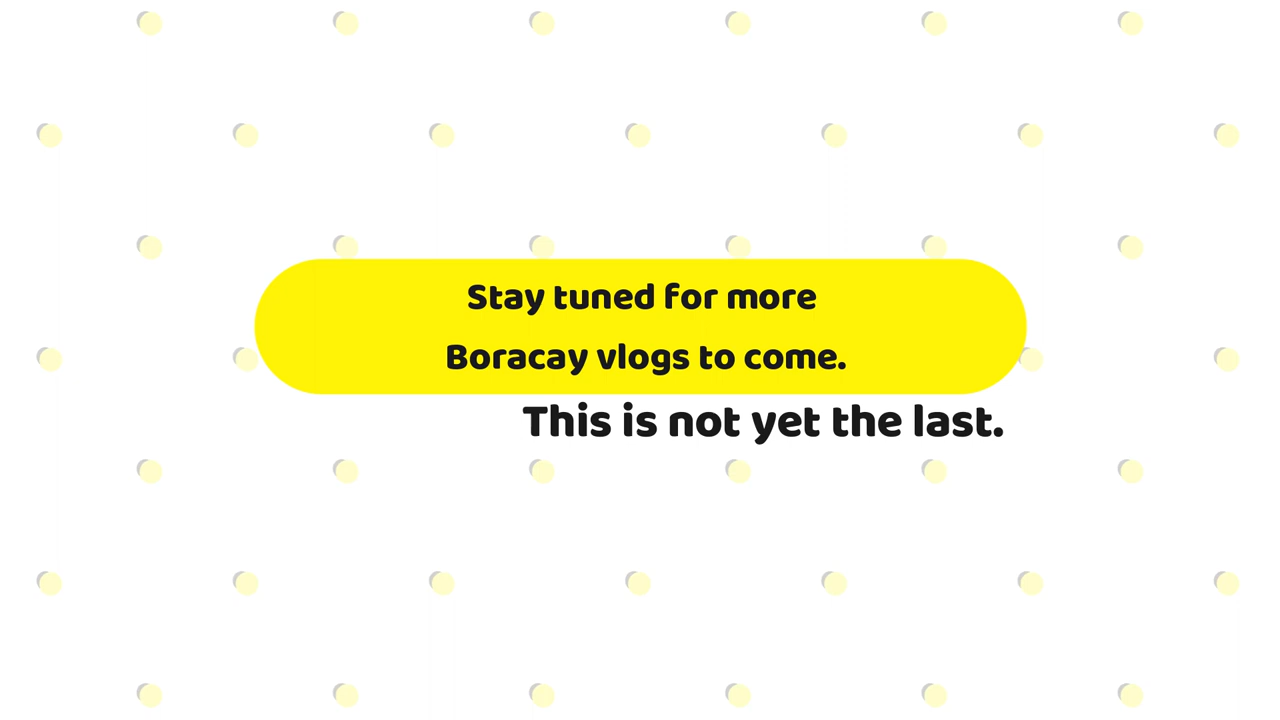 Stay tuned for more
Boracay vlogs to come.
This is not yet the last.